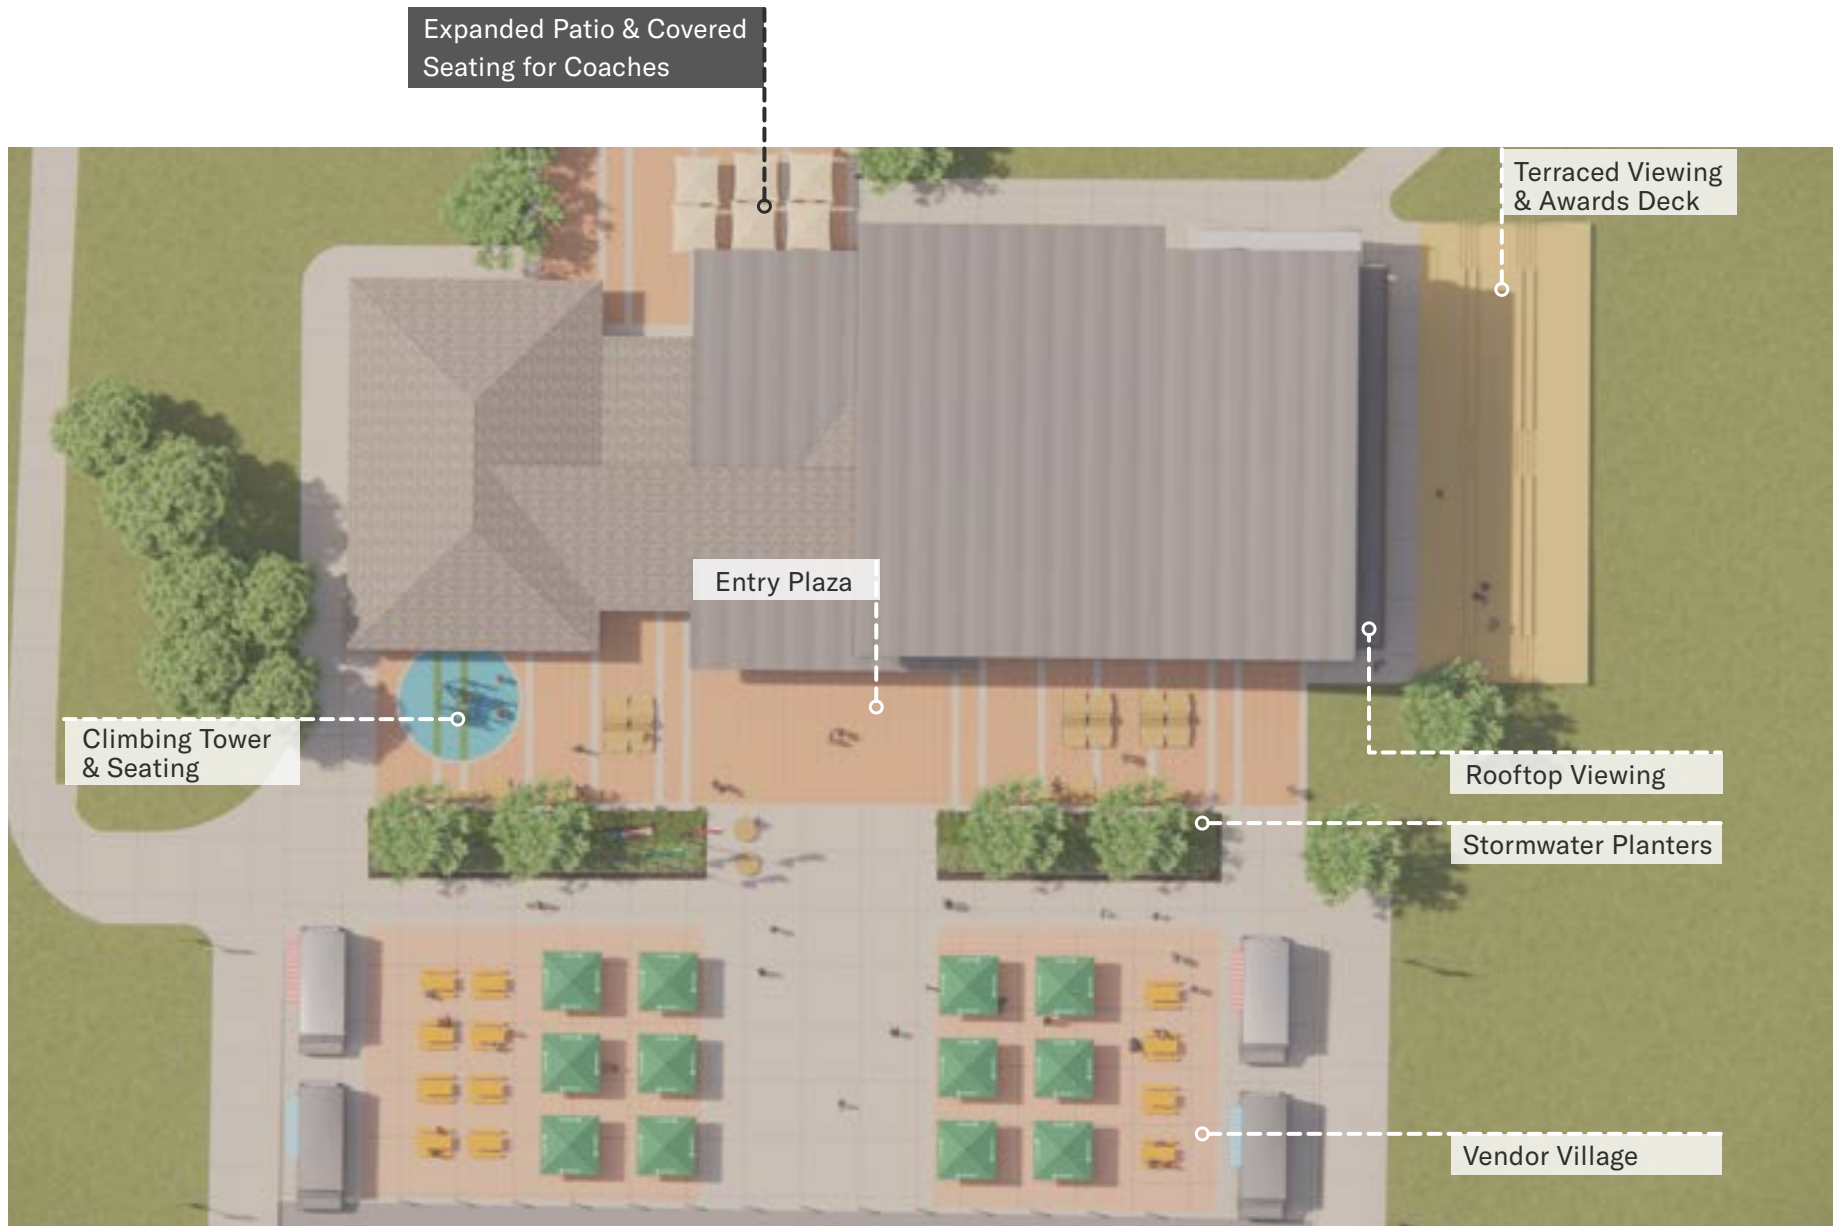 Expanded Patio & Covered
Seating for Coaches
Terraced Viewing
& Awards Deck
Entry Plaza
Climbing Tower
& Seating
Rooftop Viewing
Stormwater Planters
Vendor Village